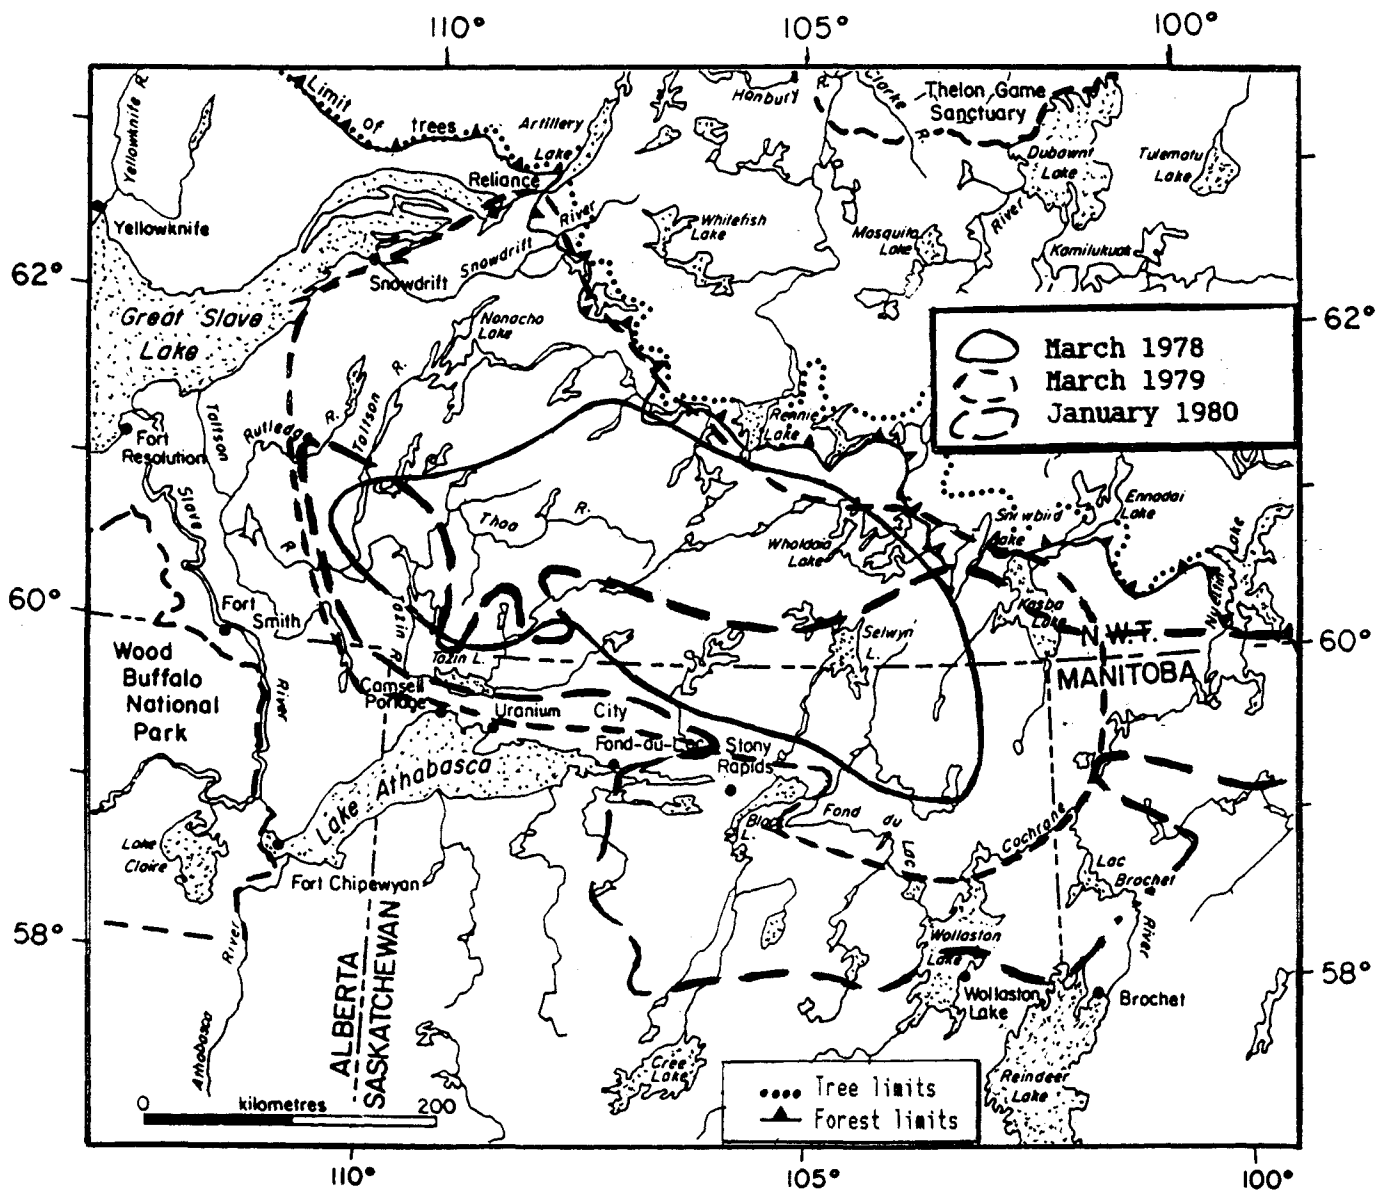 110°
105°
100°
Yellowknife R.
Limit
of
trees
Artillery
Lake
Hanbury
R.
Clarke
R.
Thelon Game
Sanctuary
Dubawnt
Lake
Tulematu
Lake
Reliance
River
Whitefish
Lake
Mosquito
Lake
River
Kamilukuak
Yellowknife
Snowdrift
Snowdrift
62°
Great Slave
Lake
Nonacho
Lake
62°
March 1978
March 1979
January 1980
R.
Taltson
R.
Rutledge
Taltson
Rennie
Lake
Fort
Resolution
Slave
R.
Thoa
R.
Wholdaia
Lake
Snowbird
Lake
Ennadai
Lake
Nueltin
Lake
60°
Fort
Smith
Tazin
R.
Tazin L.
Selwyn
L.
Kasba
Lake
N.W.T.
60°
MANITOBA
Wood
Buffalo
National
Park
River
Camsell
Portage
Uranium
City
Fond-du-Lac
Stony
Rapids
Lake Athabasca
Black
L.
Fond
du
Lac
Cochrane
Lac
Brochet
River
Lake
Claire
Fort Chipewyan
58°
River
Athabasca
ALBERTA
SASKATCHEWAN
Wollaston
Lake
Wollaston
Lake
Brochet
58°
Cree
Lake
Reindeer
Lake
Tree limits
Forest limits
0
kilometres
200
110°
105°
100°